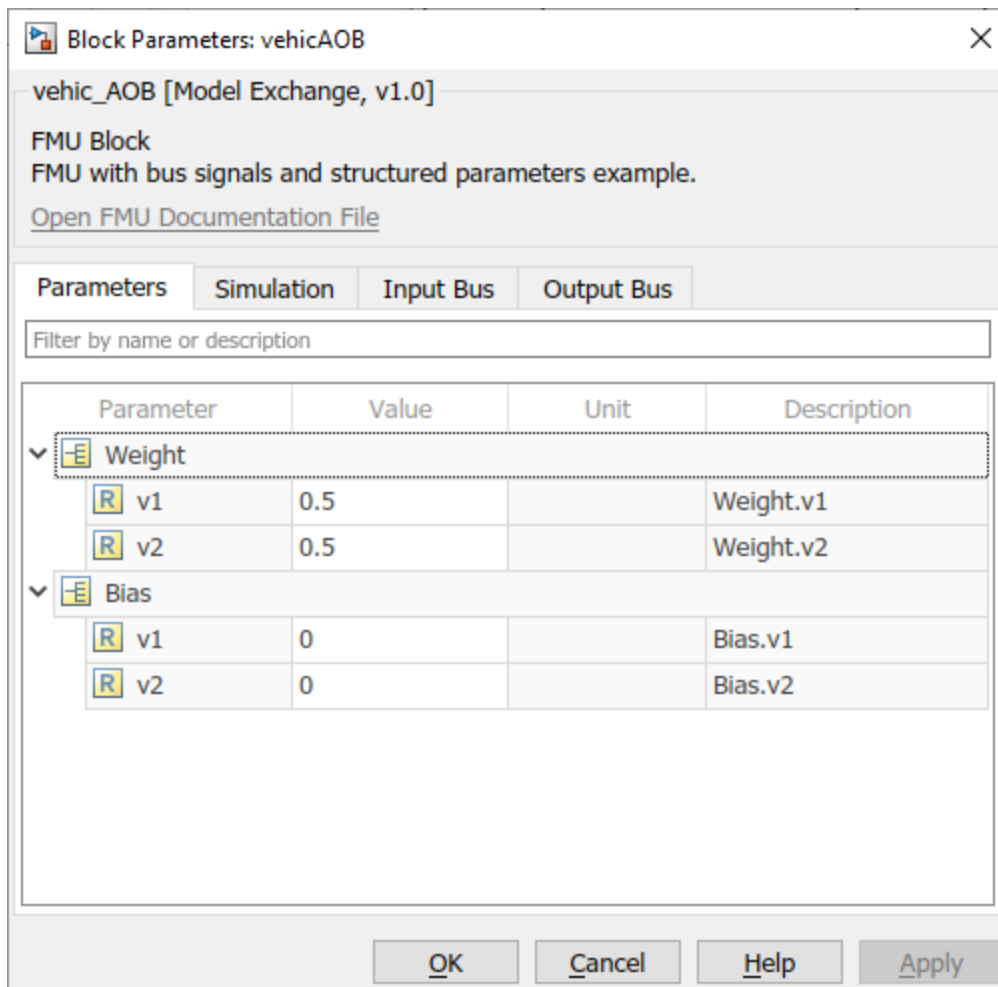 Block Parameters: vehicAOB
vehic_AOB [Model Exchange, v1.0]
FMU Block
FMU with bus signals and structured parameters example.
Open FMU Documentation File
Parameters Simulation Input Bus Output Bus
Filter by name or description
Parameter Value Unit Description
Weight
R v1 0.5 Weight.v1
R v2 0.5 Weight.v2
Bias
R v1 0 Bias.v1
R v2 0 Bias.v2
OK Cancel Help Apply